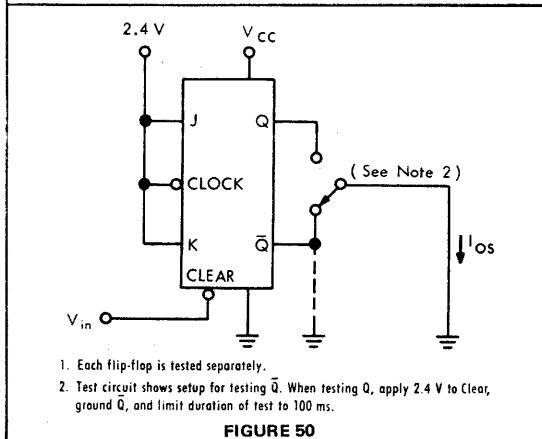 2.4 V
V CC
J
Q
CLOCK
(See Note 2)
K
Q̅
IOS
CLEAR
Vin
1. Each flip-flop is tested separately.
2. Test circuit shows setup for testing Q̅. When testing Q, apply 2.4 V to Clear,
ground Q̅, and limit duration of test to 100 ms.
FIGURE 50